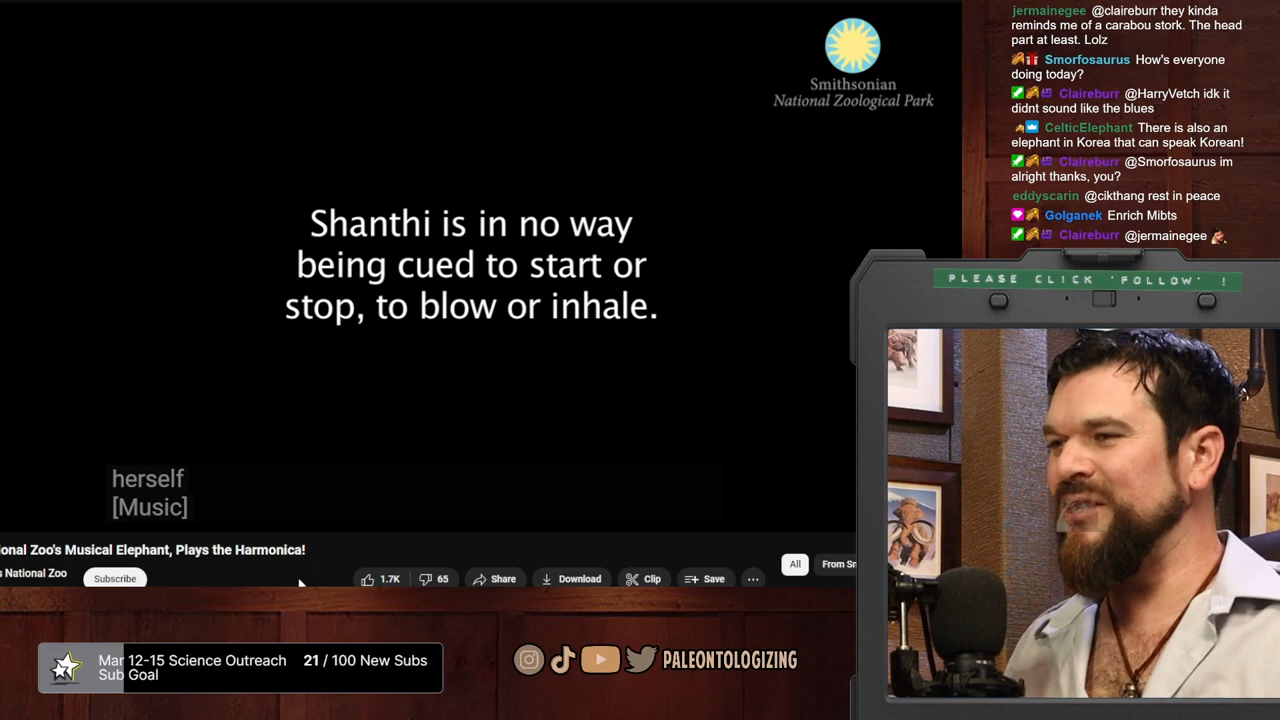 Smithsonian
National Zoological Park
Shanthi is in no way
being cued to start or
stop, to blow or inhale.
herself
[Music]
ional Zoo's Musical Elephant, Plays the Harmonica!
s National Zoo
Subscribe
1.7K
65
Share
Download
Clip
Save
All
From Sm
jermainegee @claireburr they kinda
reminds me of a carabou stork. The head
part at least. Lolz
Smorfosaurus How's everyone
doing today?
Claireburr @HarryVetch idk it
didnt sound like the blues
CelticElephant There is also an
elephant in Korea that can speak Korean!
Claireburr @Smorfosaurus im
alright thanks, you?
eddyscarin @cikthang rest in peace
Golganek Enrich Mibts
Claireburr @jermainegee
PLEASE CLICK 'FOLLOW' !
Mar 12-15 Science Outreach 21 / 100 New Subs
Sub Goal
PALEONTOLOGIZING